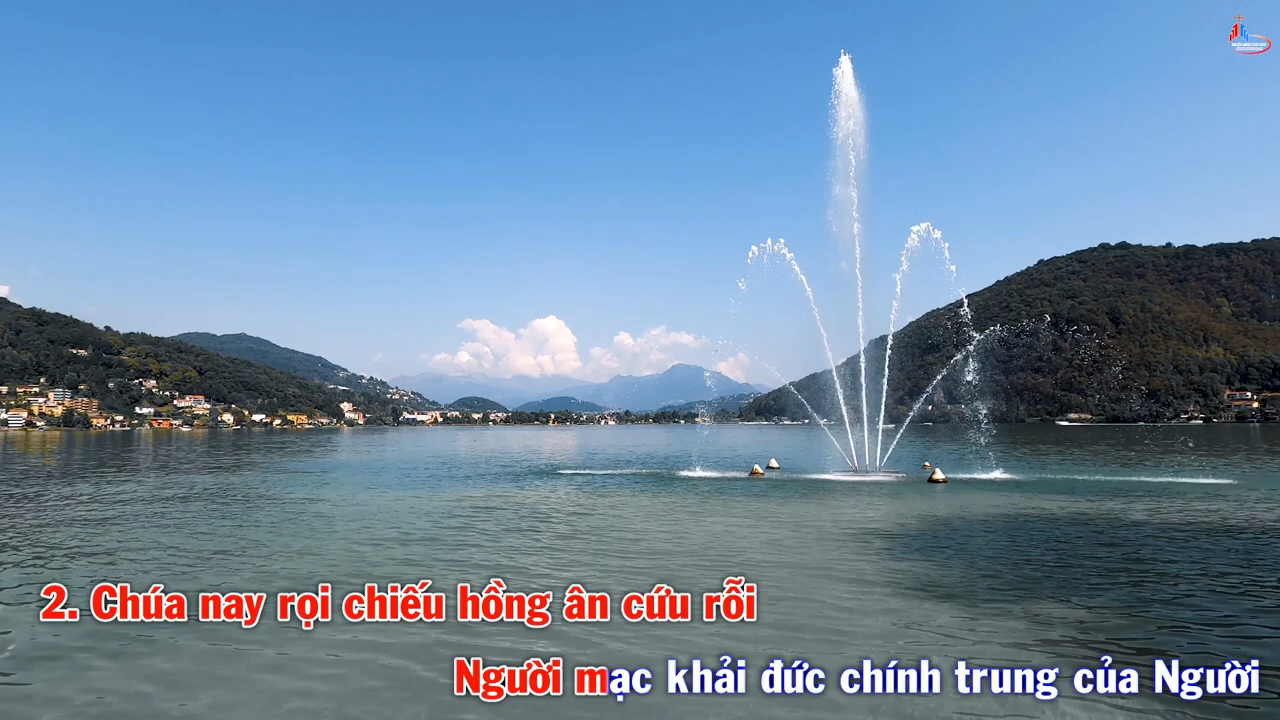 2. Chúa nay rọi chiếu hồng ân cứu rỗi
Người mạc khải đức chính trung của Người